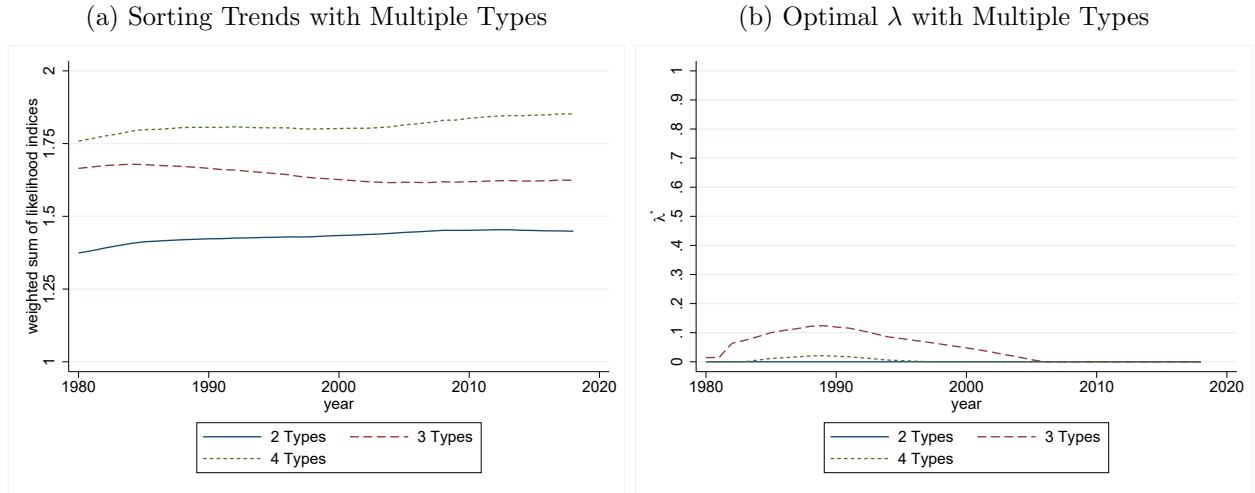 (a) Sorting Trends with Multiple Types
weighted sum of likelihood indices
2
1.75
1.5
1.25
1
1980 1990 2000 2010 2020
year
2 Types 3 Types
4 Types
(b) Optimal λ with Multiple Types
λ*
1
.9
.8
.7
.6
.5
.4
.3
.2
.1
0
1980 1990 2000 2010 2020
year
2 Types 3 Types
4 Types